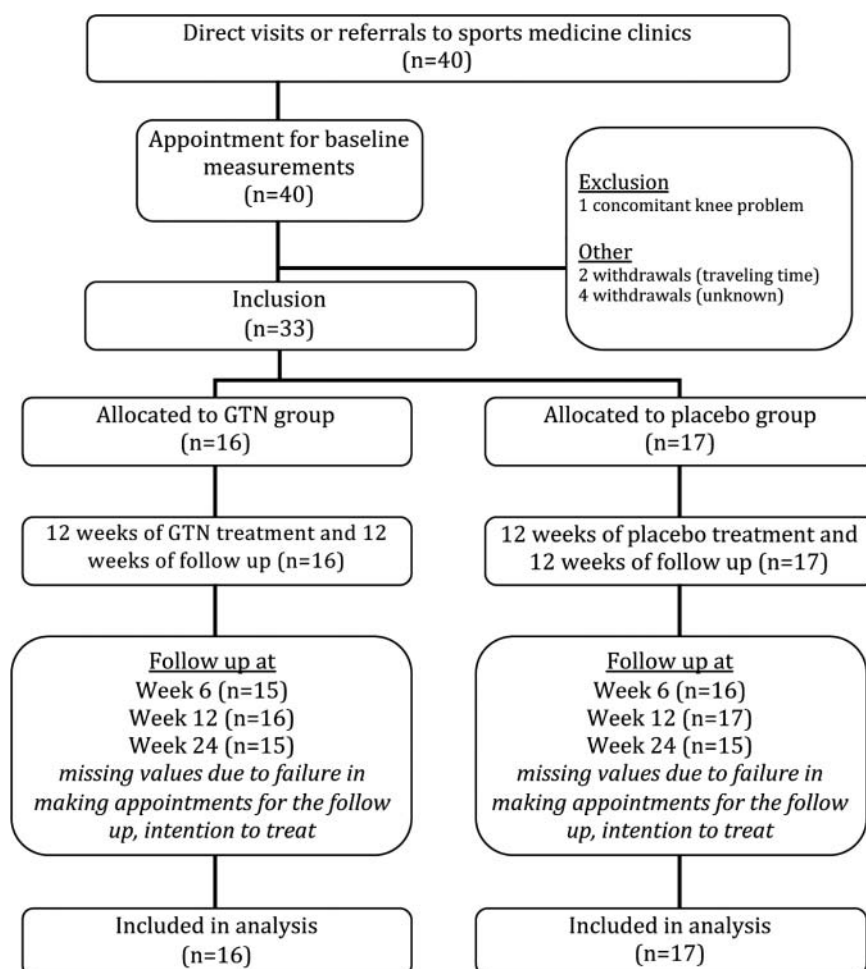 Direct visits or referrals to sports medicine clinics
(n=40)
Appointment for baseline
measurements
(n=40)
Exclusion
1 concomitant knee problem
Other
2 withdrawals (traveling time)
4 withdrawals (unknown)
Inclusion
(n=33)
Allocated to GTN group
(n=16)
Allocated to placebo group
(n=17)
12 weeks of GTN treatment and 12
weeks of follow up (n=16)
12 weeks of placebo treatment and
12 weeks of follow up (n=17)
Follow up at
Week 6 (n=15)
Week 12 (n=16)
Week 24 (n=15)
missing values due to failure in
making appointments for the follow
up, intention to treat
Follow up at
Week 6 (n=16)
Week 12 (n=17)
Week 24 (n=15)
missing values due to failure in
making appointments for the follow
up, intention to treat
Included in analysis
(n=16)
Included in analysis
(n=17)